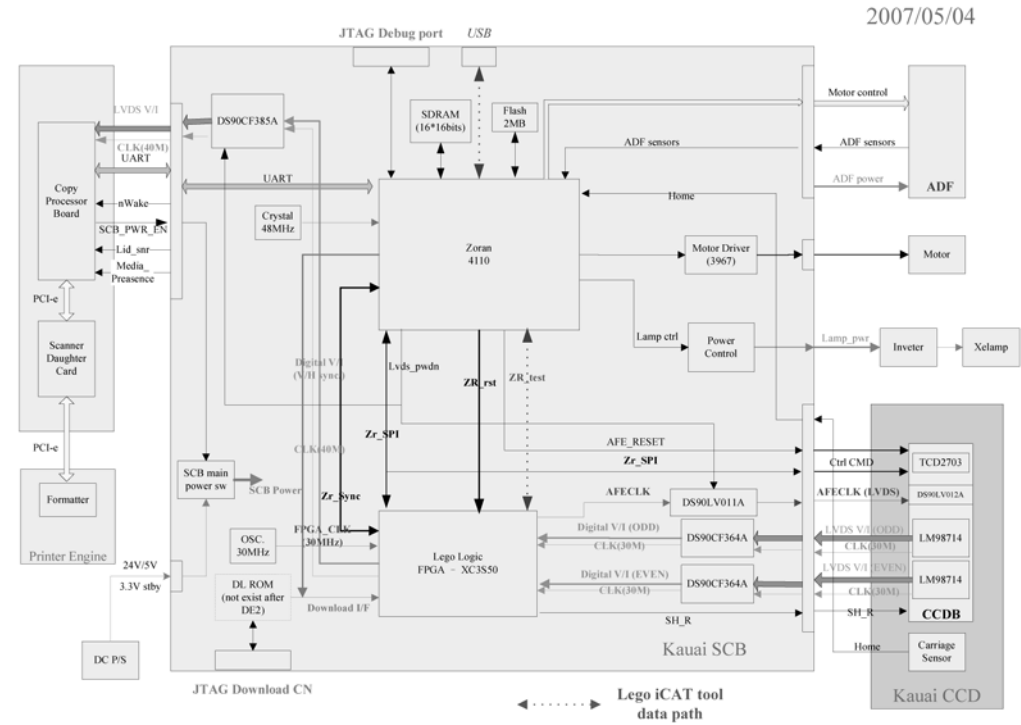 2007/05/04
JTAG Debug port
USB
LVDS V/I
CLK(40M)
UART
DS90CF385A
SDRAM
(16*16bits)
Flash
2MB
Motor control
ADF sensors
ADF sensors
ADF power
ADF
Copy
Processor
Board
UART
nWake
SCB_PWR_EN
Lid_snr
Media_
Preasence
Crystal
48MHz
Home
Zoran
4110
Motor Driver
(3967)
Motor
PCI-e
Scanner
Daughter
Card
Lamp ctrl
Power
Control
Lamp_pwr
Inveter
Xelamp
Digital V/I
(V/H sync)
Lvds_pwdn
ZR_rst
ZR_test
CLK(40M)
Zr_SPI
AFE_RESET
Zr_SPI
Ctrl CMD
TCD2703
PCI-e
SCB main
power sw
SCB Power
Zr_Sync
AFECLK
DS90LV011A
AFECLK (LVDS)
DS90LV012A
Formatter
Printer Engine
OSC.
30MHz
FPGA_CLK
(30MHz)
Lego Logic
FPGA - XC3S50
Digital V/I (ODD)
CLK(30M)
DS90CF364A
LVDS V/I (ODD)
CLK(30M)
LM98714
24V/5V
3.3V stby
DL ROM
(not exist after
DE2)
Download I/F
Digital V/I (EVEN)
CLK(30M)
DS90CF364A
LVDS V/I (EVEN)
CLK(30M)
LM98714
SH_R
SH_R
CCDB
DC P/S
Kauai SCB
Home
Carriage
Sensor
JTAG Download CN
Lego iCAT tool
data path
Kauai CCD